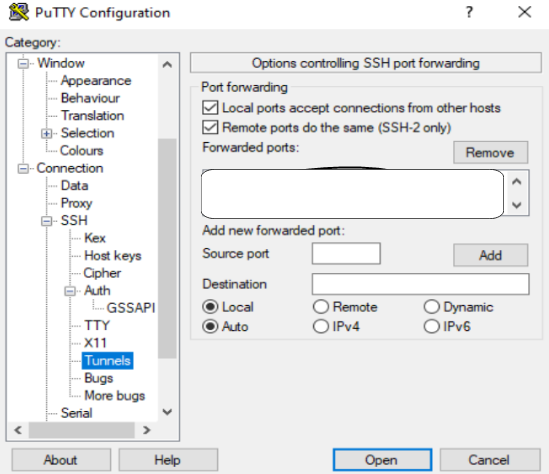 PuTTY Configuration
?
Category:
Window
Appearance
Behaviour
Translation
Selection
Colours
Connection
Data
Proxy
SSH
Kex
Host keys
Cipher
Auth
GSSAPI
TTY
X11
Tunnels
Bugs
More bugs
Serial
Options controlling SSH port forwarding
Port forwarding
Local ports accept connections from other hosts
Remote ports do the same (SSH-2 only)
Forwarded ports:
Remove
Add new forwarded port:
Source port
Add
Destination
Local Remote Dynamic
Auto IPv4 IPv6
About Help Open Cancel